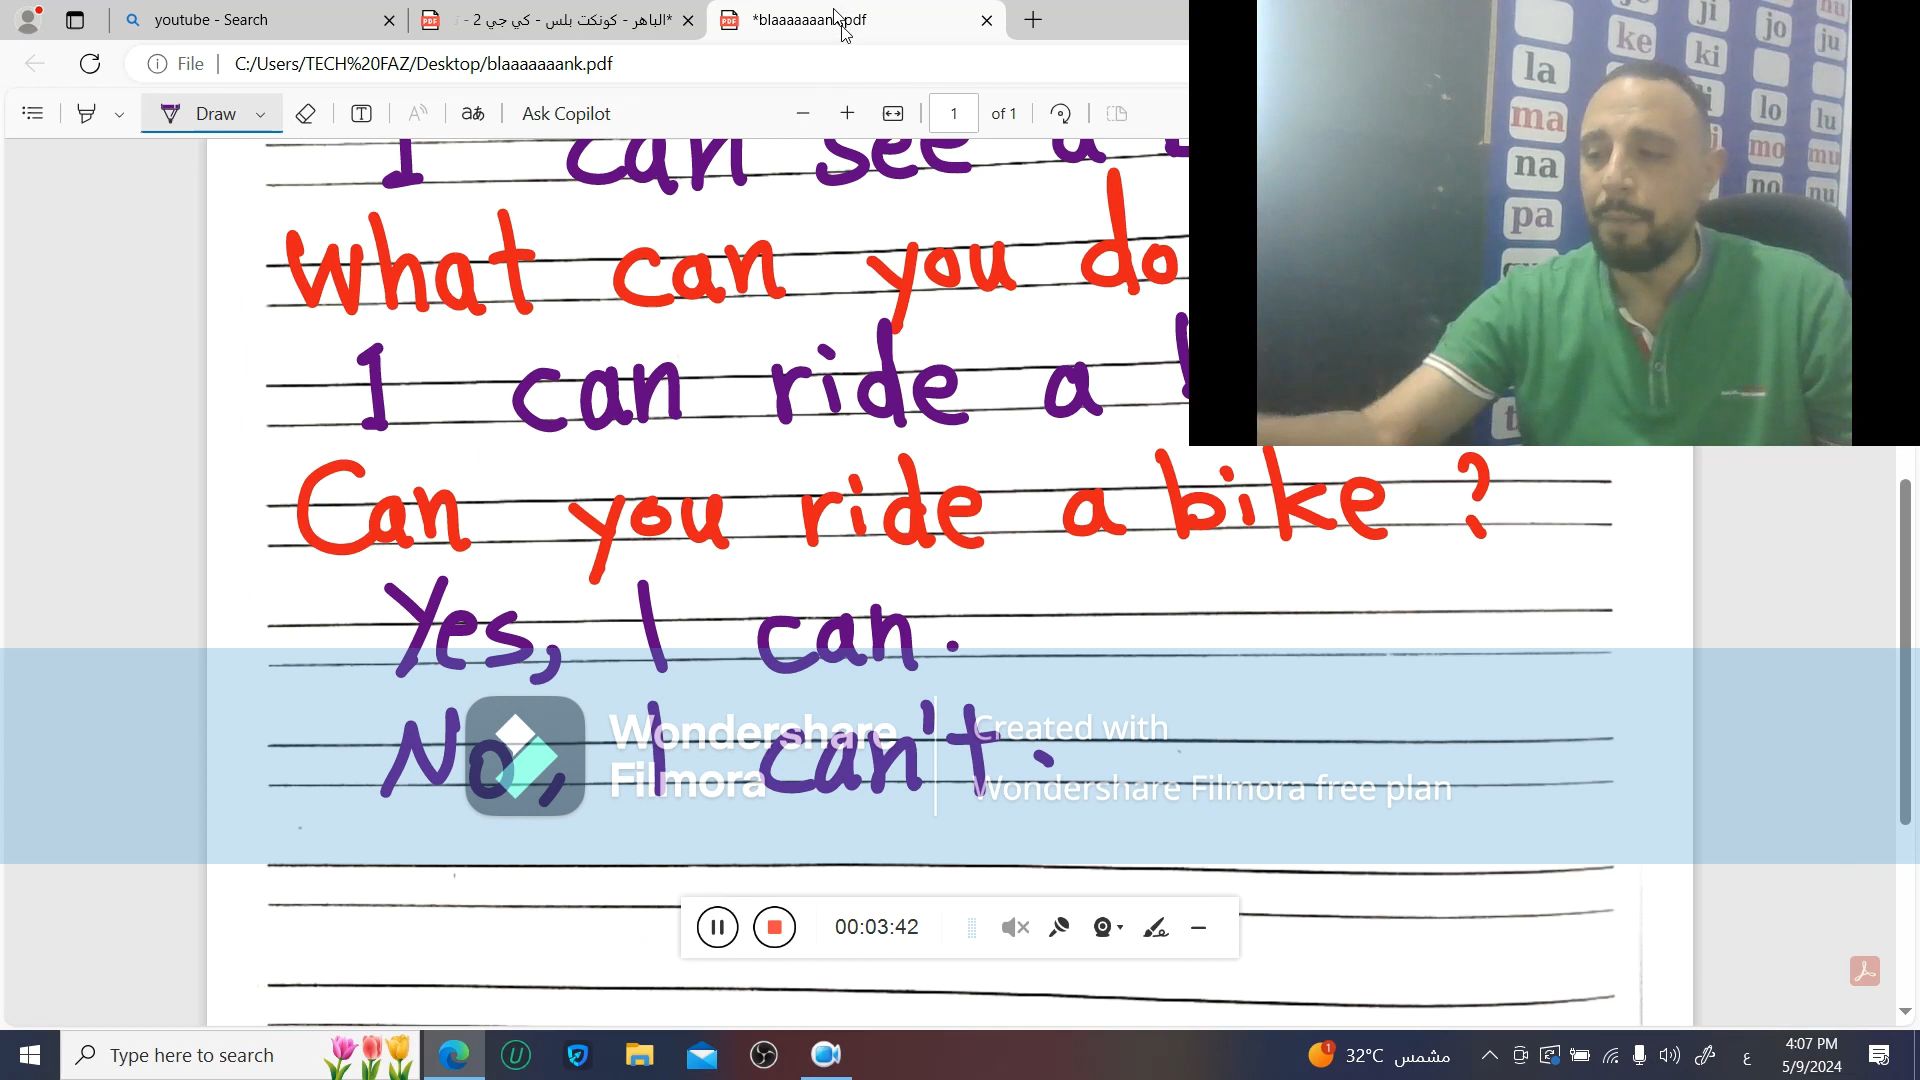 youtube - Search
*الباهر - كونكت بلس - كي جي 2 -
*blaaaaaaan.pdf
File
C:/Users/TECH%20FAZ/Desktop/blaaaaaaank.pdf
Draw
Ask Copilot
1
of 1
I can see a
What can you do
I can ride a
Can you ride a bike ?
Yes, I can.
No, I can't.
Wondershare
Filmora
Created with
Wondershare Filmora free plan
la
ma
na
pa
ke
ji
ki
jo
lo
mo
no
ju
lu
mu
nu
00:03:42
Type here to search
32°C مشمس
ع
4:07 PM
5/9/2024